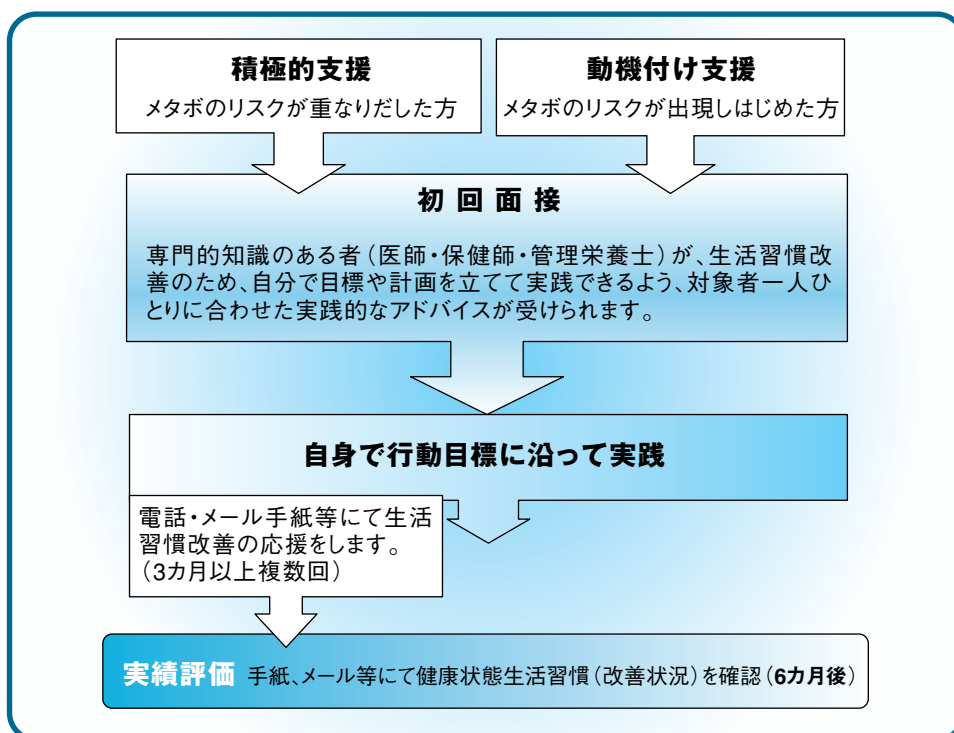 積極的支援
メタボのリスクが重なりだした方
動機付け支援
メタボのリスクが出現しはじめた方
初回面接
専門的知識のある者（医師・保健師・管理栄養士）が、生活習慣改
善のため、自分で目標や計画を立てて実践できるよう、対象者一人ひ
とりに合わせた実践的なアドバイスが受けられます。
自身で行動目標に沿って実践
電話・メール手紙等にて生活
習慣改善の応援をします。
（3カ月以上複数回）
実績評価 手紙、メール等にて健康状態生活習慣（改善状況）を確認（6カ月後）